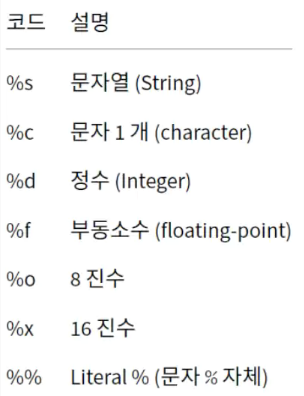 코드 설명
%s 문자열 (String)
%c 문자 1 개 (character)
%d 정수 (Integer)
%f 부동소수 (floating-point)
%o 8 진수
%x 16 진수
%% Literal % (문자 % 자체)